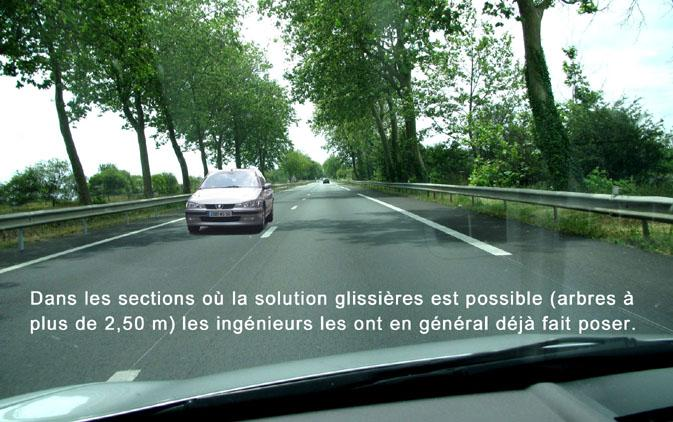 Dans les sections où la solution glissières est possible (arbres à
plus de 2,50 m) les ingénieurs les ont en général déjà fait poser.